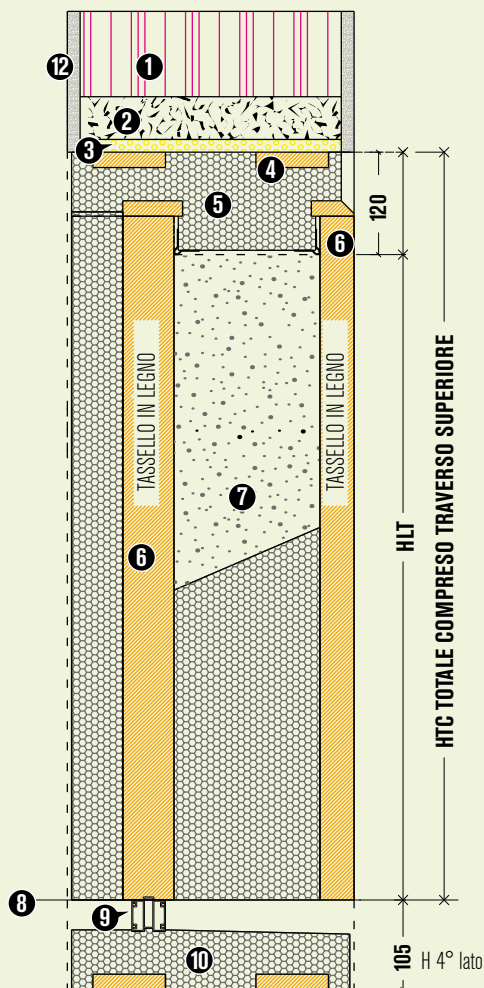 12
1
2
3
4
5
120
6
TASSELLO IN LEGNO
TASSELLO IN LEGNO
7
6
HLT
HTC TOTALE COMPRESO TRAVERSO SUPERIORE
8
9
10
105 H 4° lato